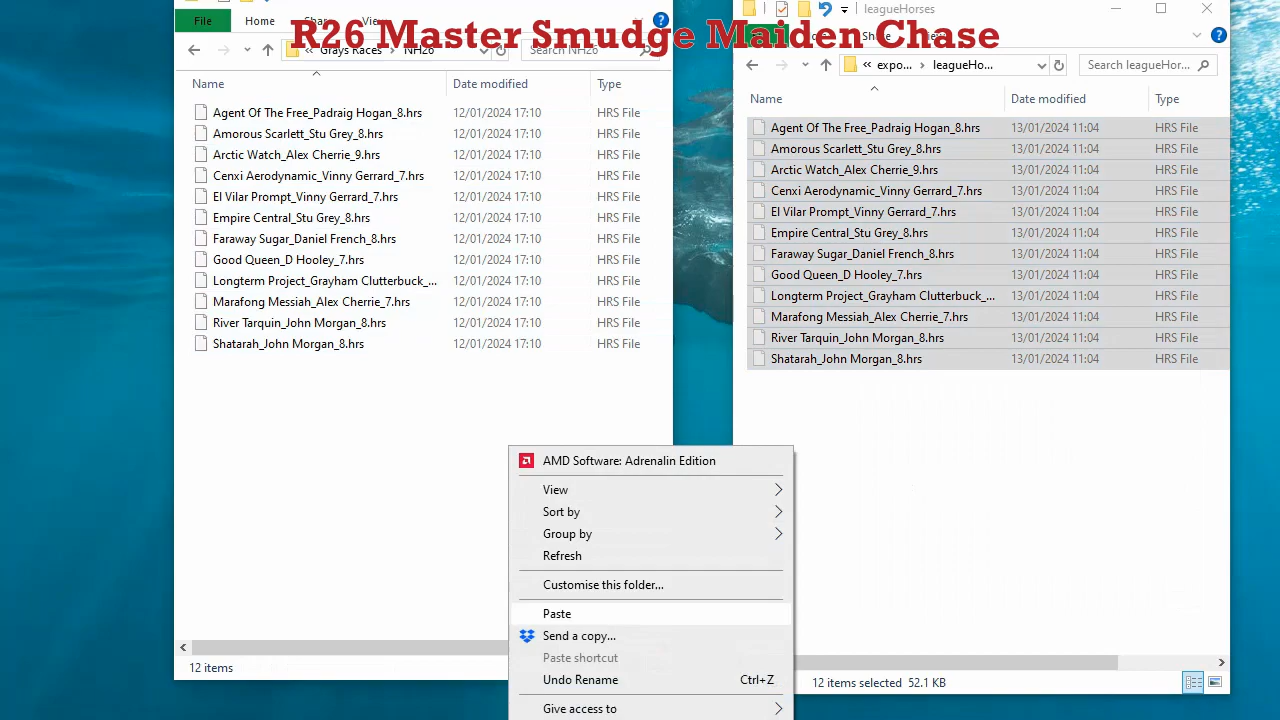 R26 Master Smudge Maiden Chase
File Home Share View
« Grays Races NH26 Search NH26
Name Date modified Type
Agent Of The Free_Padraig Hogan_8.hrs 12/01/2024 17:10 HRS File
Amorous Scarlett_Stu Grey_8.hrs 12/01/2024 17:10 HRS File
Arctic Watch_Alex Cherrie_9.hrs 12/01/2024 17:10 HRS File
Cenxi Aerodynamic_Vinny Gerrard_7.hrs 12/01/2024 17:10 HRS File
El Vilar Prompt_Vinny Gerrard_7.hrs 12/01/2024 17:10 HRS File
Empire Central_Stu Grey_8.hrs 12/01/2024 17:10 HRS File
Faraway Sugar_Daniel French_8.hrs 12/01/2024 17:10 HRS File
Good Queen_D Hooley_7.hrs 12/01/2024 17:10 HRS File
Longterm Project_Grayham Clutterbuck_... 12/01/2024 17:10 HRS File
Marafong Messiah_Alex Cherrie_7.hrs 12/01/2024 17:10 HRS File
River Tarquin_John Morgan_8.hrs 12/01/2024 17:10 HRS File
Shatarah_John Morgan_8.hrs 12/01/2024 17:10 HRS File
12 items
leagueHorses
Share View
« expo... leagueHo... Search leagueHor...
Name Date modified Type
Agent Of The Free_Padraig Hogan_8.hrs 13/01/2024 11:04 HRS File
Amorous Scarlett_Stu Grey_8.hrs 13/01/2024 11:04 HRS File
Arctic Watch_Alex Cherrie_9.hrs 13/01/2024 11:04 HRS File
Cenxi Aerodynamic_Vinny Gerrard_7.hrs 13/01/2024 11:04 HRS File
El Vilar Prompt_Vinny Gerrard_7.hrs 13/01/2024 11:04 HRS File
Empire Central_Stu Grey_8.hrs 13/01/2024 11:04 HRS File
Faraway Sugar_Daniel French_8.hrs 13/01/2024 11:04 HRS File
Good Queen_D Hooley_7.hrs 13/01/2024 11:04 HRS File
Longterm Project_Grayham Clutterbuck_... 13/01/2024 11:04 HRS File
Marafong Messiah_Alex Cherrie_7.hrs 13/01/2024 11:04 HRS File
River Tarquin_John Morgan_8.hrs 13/01/2024 11:04 HRS File
Shatarah_John Morgan_8.hrs 13/01/2024 11:04 HRS File
12 items selected 52.1 KB
AMD Software: Adrenalin Edition
View
Sort by
Group by
Refresh
Customise this folder...
Paste
Send a copy...
Paste shortcut
Undo Rename Ctrl+Z
Give access to